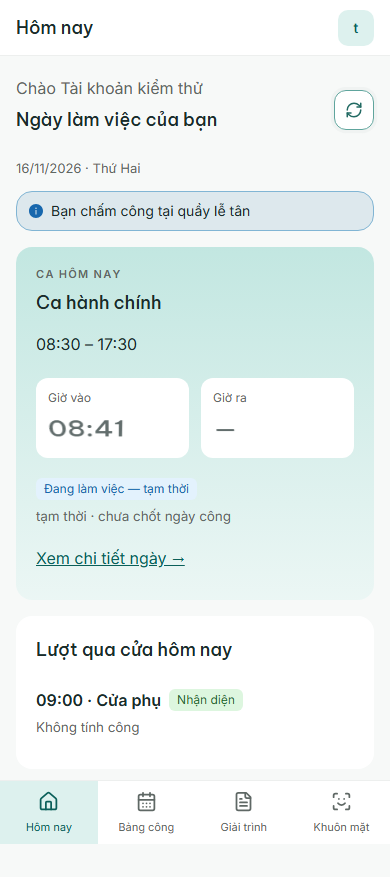 Hôm nay
t
Chào Tài khoản kiểm thử
Ngày làm việc của bạn
16/11/2026 · Thứ Hai
Bạn chấm công tại quầy lễ tân
CA HÔM NAY
Ca hành chính
08:30 – 17:30
Giờ vào
08:41
Giờ ra
—
Đang làm việc — tạm thời
tạm thời · chưa chốt ngày công
Xem chi tiết ngày →
Lượt qua cửa hôm nay
09:00 · Cửa phụ Nhận diện
Không tính công
Hôm nay
Bảng công
Giải trình
Khuôn mặt